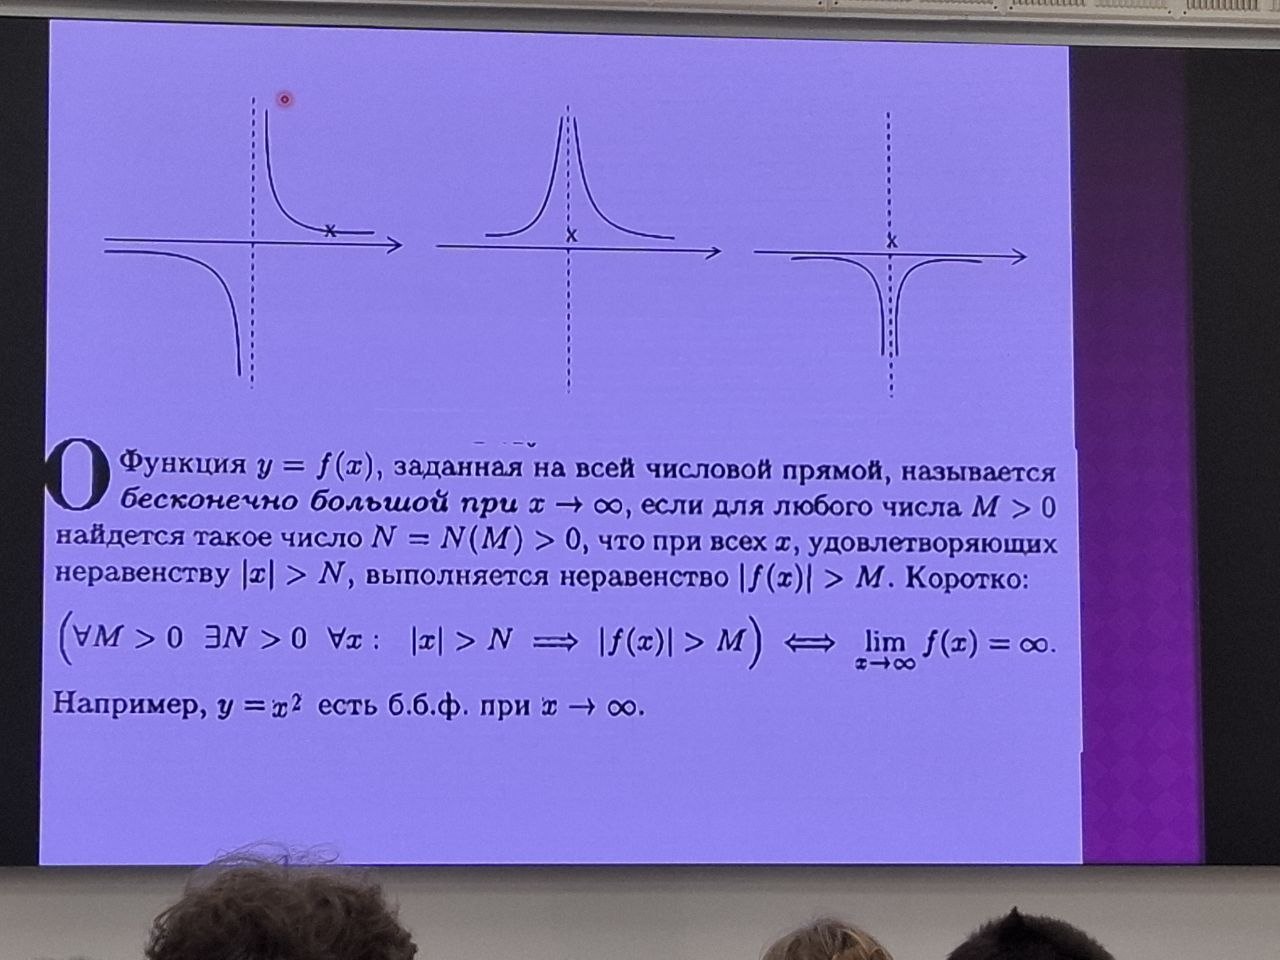 x
x
x
О Функция y = f(x), заданная на всей числовой прямой, называется
бесконечно большой при x → ∞, если для любого числа M > 0
найдется такое число N = N(M) > 0, что при всех x, удовлетворяющих
неравенству |x| > N, выполняется неравенство |f(x)| > M. Коротко:
(∀M > 0 ∃N > 0 ∀x : |x| > N ⟹ |f(x)| > M) ⟺ lim x→∞ f(x) = ∞.
Например, y = x² есть б.б.ф. при x → ∞.